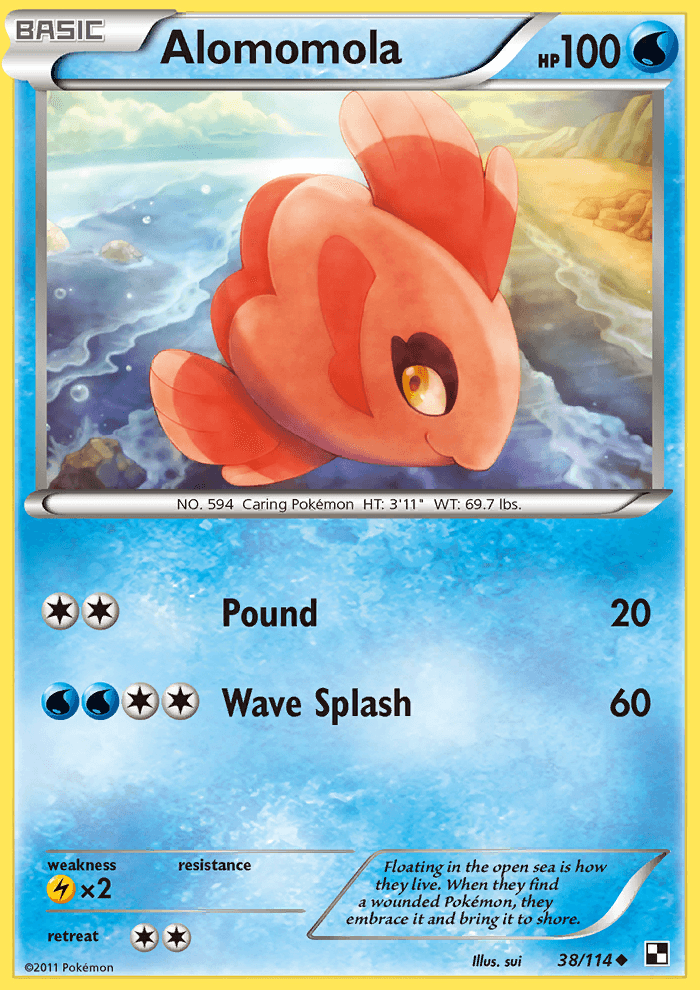 BASIC
Alomomola
HP100
NO. 594 Caring Pokémon HT: 3'11" WT: 69.7 lbs.
Pound 20
Wave Splash 60
weakness resistance
×2
retreat
Floating in the open sea is how
they live. When they find
a wounded Pokémon, they
embrace it and bring it to shore.
©2011 Pokémon
Illus. sui 38/114